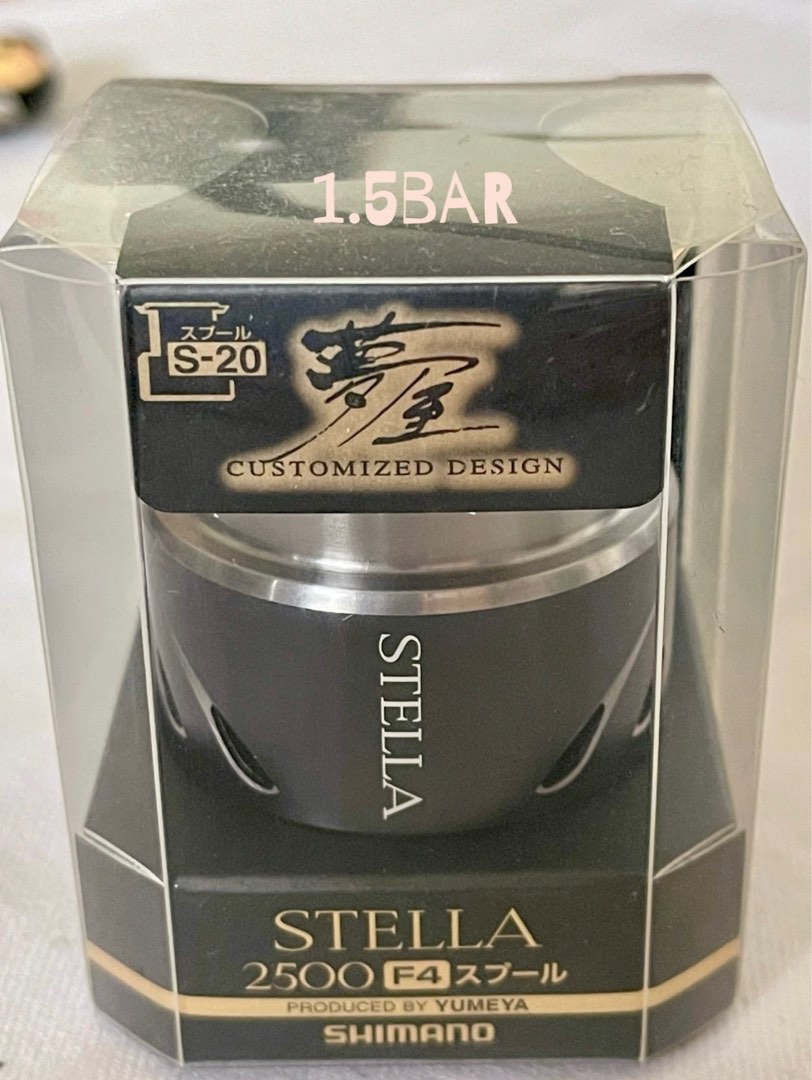 1.5BAR
スプール
S-20
夢屋
CUSTOMIZED DESIGN
STELLA
STELLA
2500 F4 スプール
PRODUCED BY YUMEYA
SHIMANO